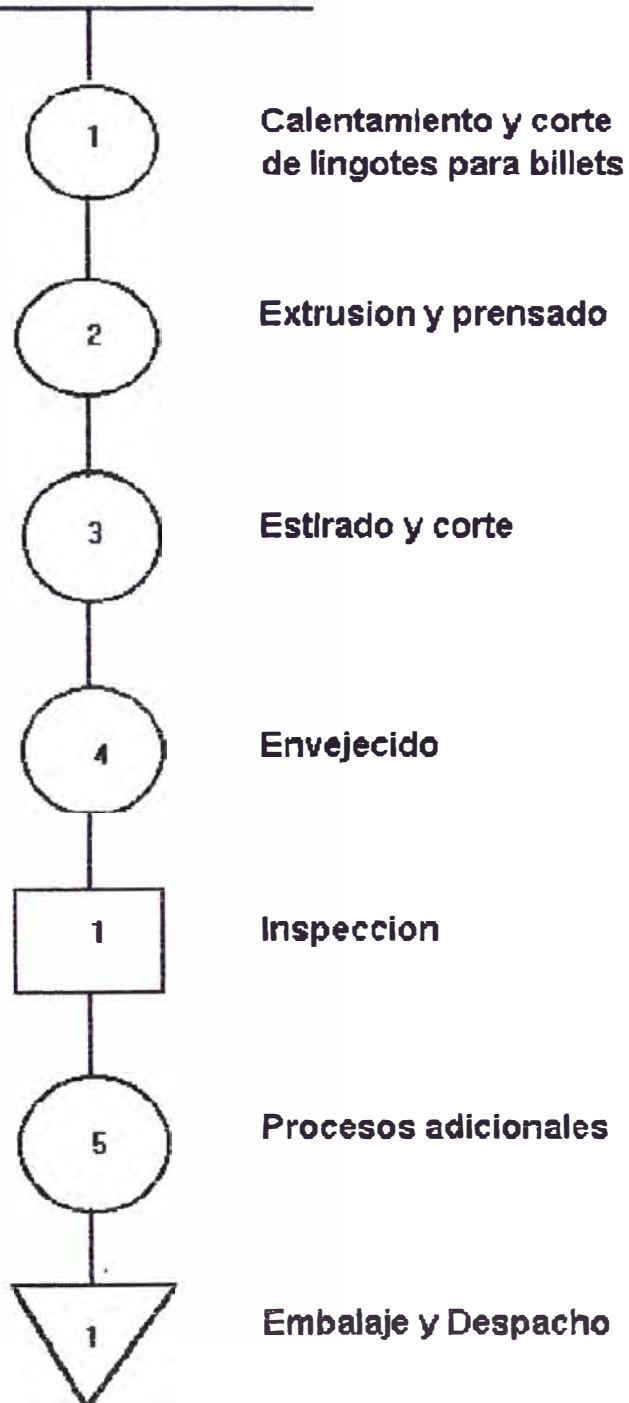 1
Calentamiento y corte
de lingotes para billets
2
Extrusion y prensado
3
Estirado y corte
4
Envejecido
1
Inspeccion
5
Procesos adicionales
1
Embalaje y Despacho